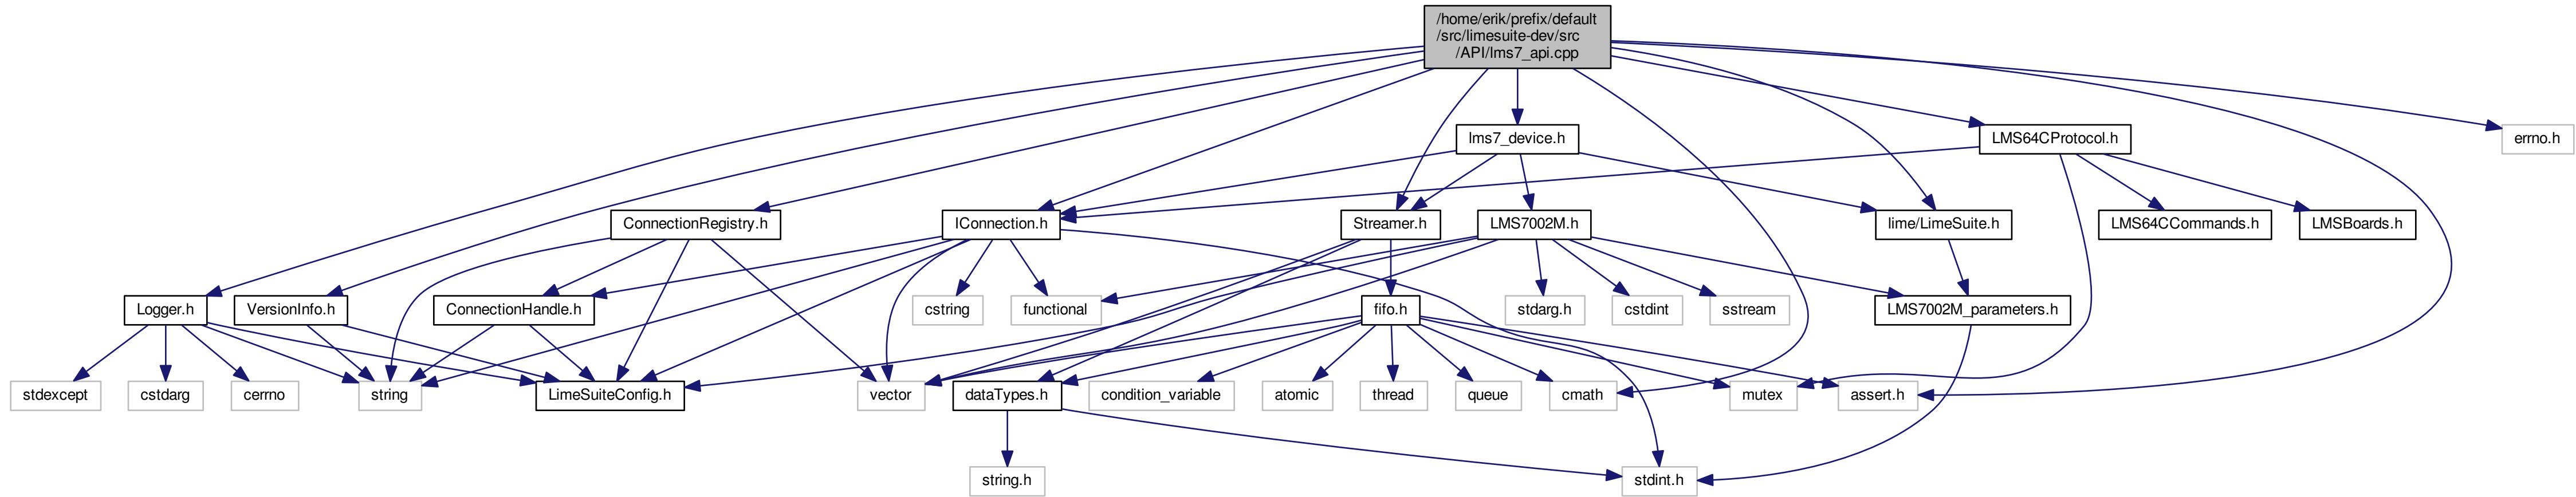 /home/erik/prefix/default
/src/limesuite-dev/src
/API/lms7_api.cpp
lms7_device.h
LMS64CProtocol.h
errno.h
ConnectionRegistry.h
IConnection.h
Streamer.h
LMS7002M.h
lime/LimeSuite.h
LMS64CCommands.h
LMSBoards.h
Logger.h
VersionInfo.h
ConnectionHandle.h
cstring
functional
fifo.h
stdarg.h
cstdint
sstream
LMS7002M_parameters.h
stdexcept
cstdarg
cerrno
string
LimeSuiteConfig.h
vector
dataTypes.h
condition_variable
atomic
thread
queue
cmath
mutex
assert.h
string.h
stdint.h